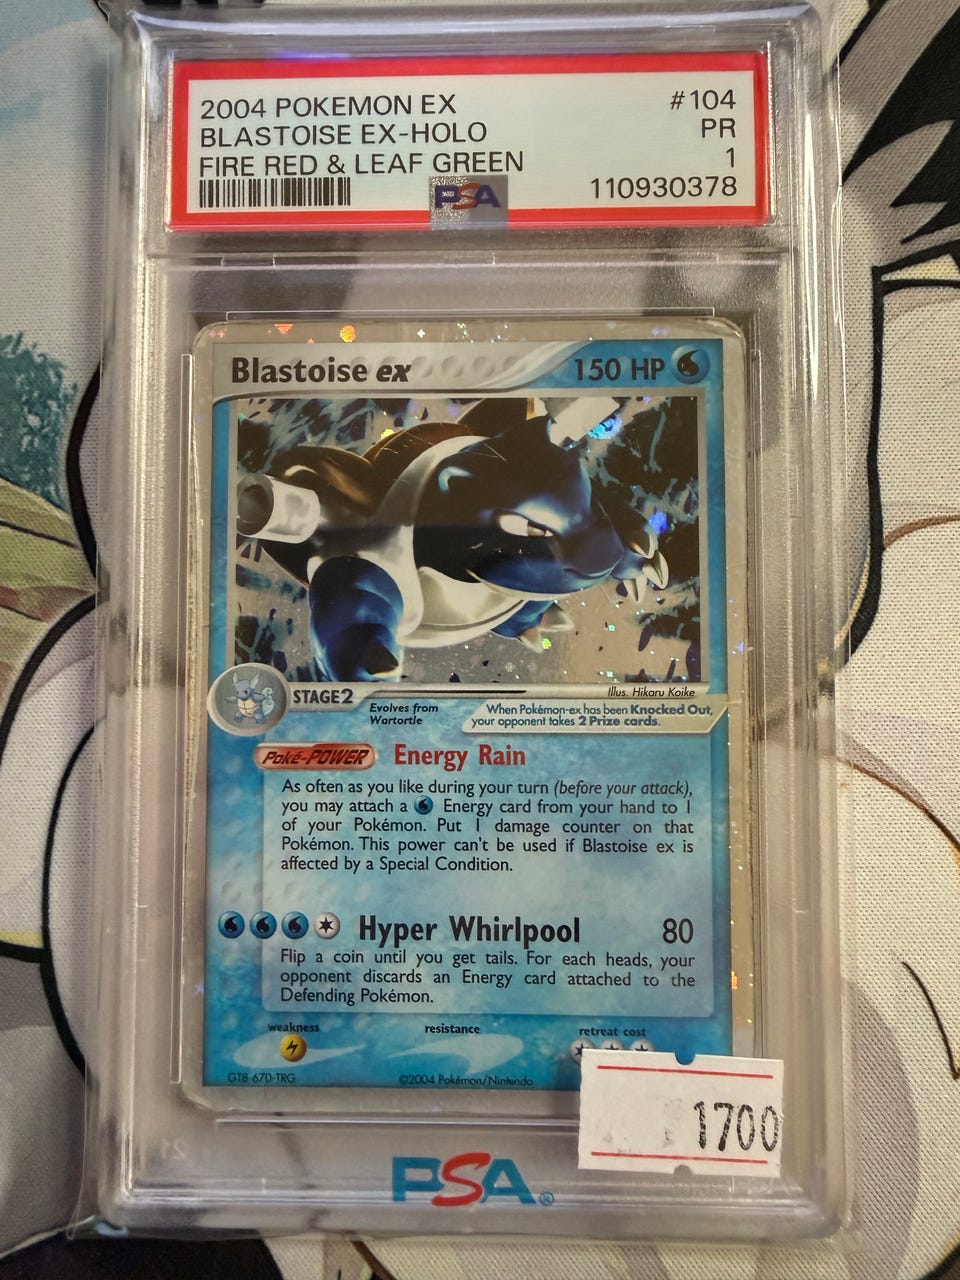 2004 POKEMON EX #104
BLASTOISE EX-HOLO PR
FIRE RED & LEAF GREEN 1
110930378
PSA
Blastoise ex 150 HP
Illus. Hikaru Koike
STAGE 2
Evolves from
Wartortle
When Pokémon-ex has been Knocked Out,
your opponent takes 2 Prize cards.
Poké-POWER Energy Rain
As often as you like during your turn (before your attack),
you may attach a Energy card from your hand to 1
of your Pokémon. Put 1 damage counter on that
Pokémon. This power can't be used if Blastoise ex is
affected by a Special Condition.
Hyper Whirlpool 80
Flip a coin until you get tails. For each heads, your
opponent discards an Energy card attached to the
Defending Pokémon.
weakness resistance retreat cost
GTB-670-TRG ©2004 Pokémon/Nintendo
1700
PSA®
21